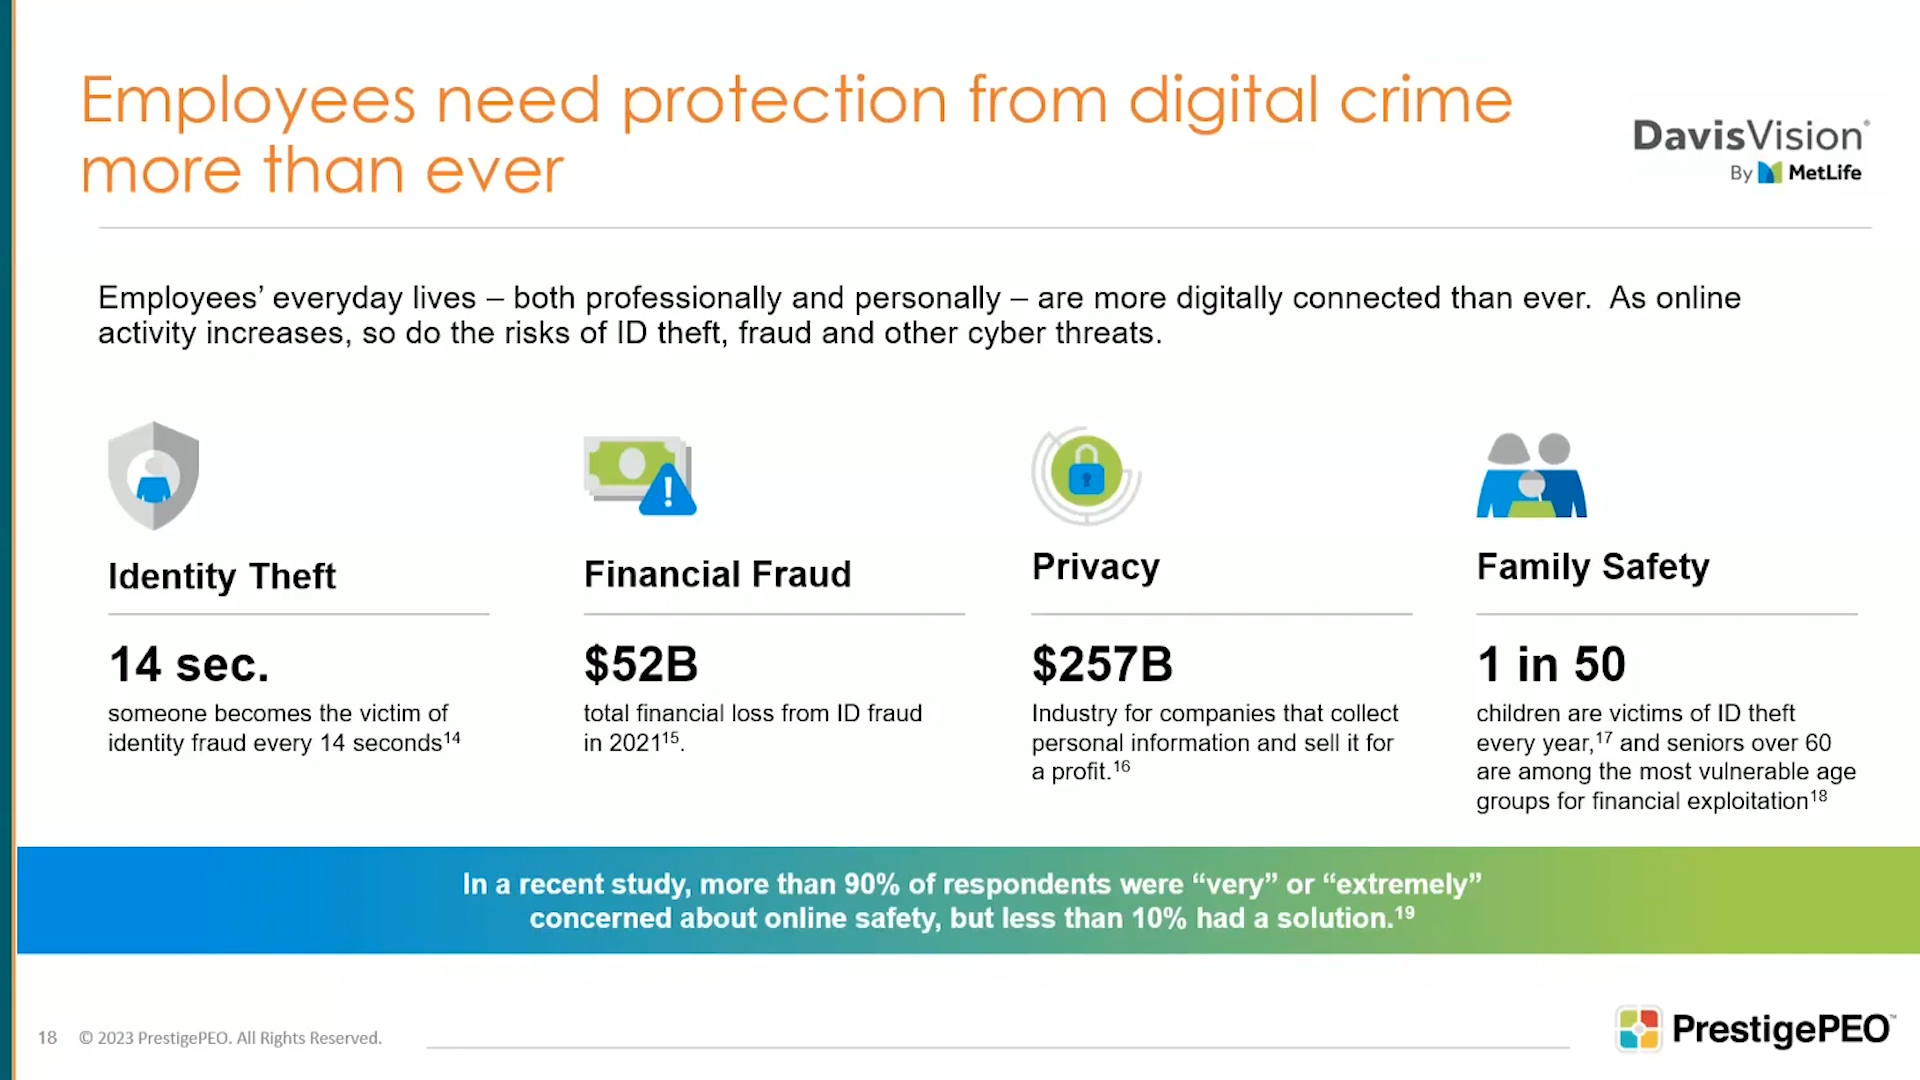 Employees need protection from digital crime
more than ever
DavisVision®
By MetLife
Employees’ everyday lives – both professionally and personally – are more digitally connected than ever.  As online
activity increases, so do the risks of ID theft, fraud and other cyber threats.
Identity Theft
14 sec.
someone becomes the victim of
identity fraud every 14 seconds¹⁴
Financial Fraud
$52B
total financial loss from ID fraud
in 2021¹⁵.
Privacy
$257B
Industry for companies that collect
personal information and sell it for
a profit.¹⁶
Family Safety
1 in 50
children are victims of ID theft
every year,¹⁷ and seniors over 60
are among the most vulnerable age
groups for financial exploitation¹⁸
In a recent study, more than 90% of respondents were “very” or “extremely”
concerned about online safety, but less than 10% had a solution.¹⁹
18 © 2023 PrestigePEO. All Rights Reserved.
PrestigePEO™